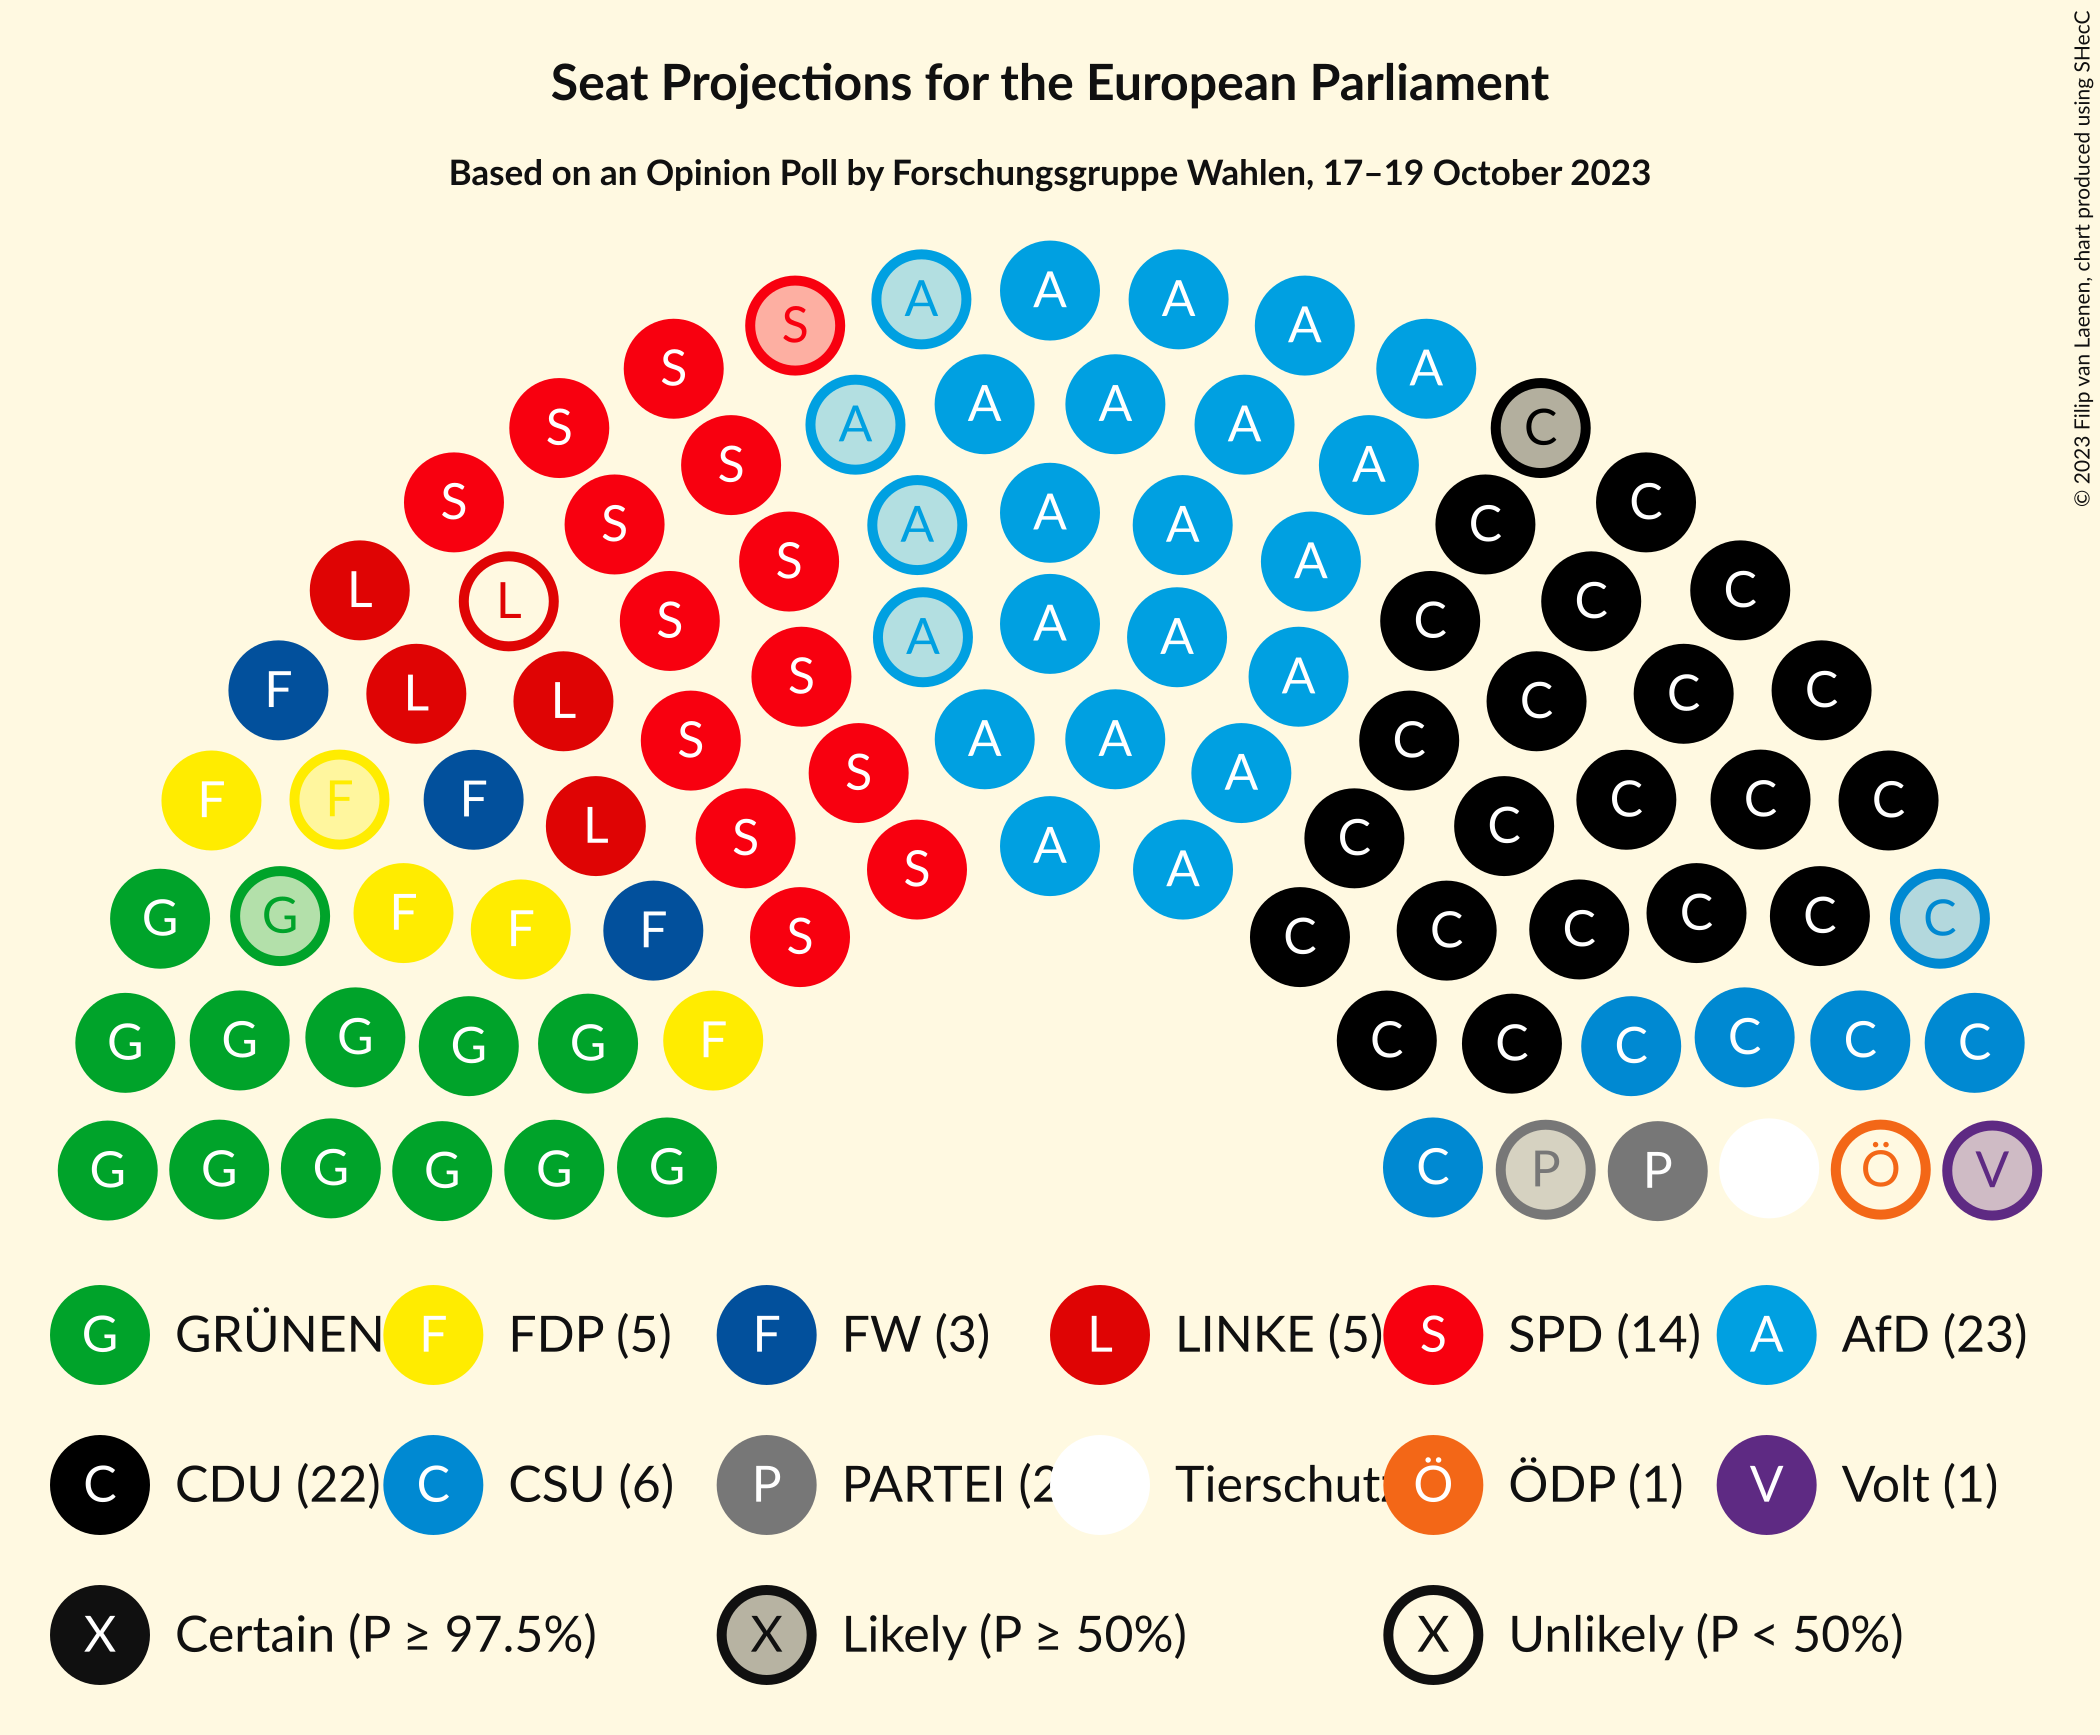 Seat Projections for the European Parliament
Based on an Opinion Poll by Forschungsgruppe Wahlen, 17–19 October 2023
© 2023 Filip van Laenen, chart produced using SHecC
A A A A
S A
S A
S A A A A C
S S A A C
S S A A A C C
L L S S A A C C C
S A A A A
F L L S S A C C C C
S A A A
F F F L S S A C C C C C
G G F F F S S A A C C C C C C
G G G G G F C C C C C C
G G G G G G C P P Ö V
G GRÜNEN F FDP (5) F FW (3) L LINKE (5) S SPD (14) A AfD (23)
C CDU (22) C CSU (6) P PARTEI (2 Tierschutz Ö ÖDP (1) V Volt (1)
X Certain (P ≥ 97.5%) X Likely (P ≥ 50%) X Unlikely (P < 50%)